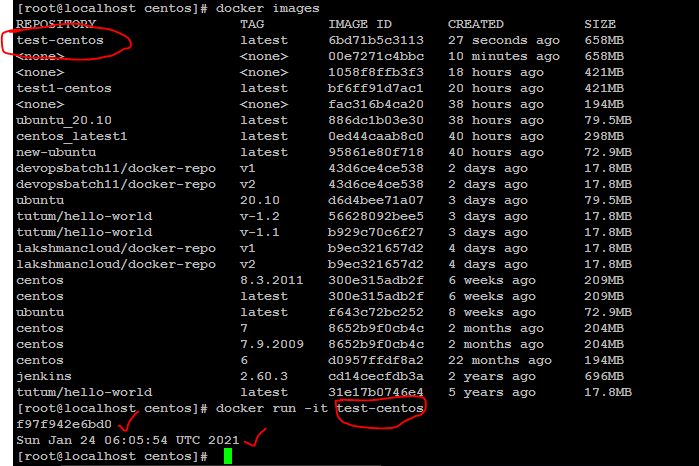 [root@localhost centos]# docker images
REPOSITORY TAG IMAGE ID CREATED SIZE
test-centos latest 6bd71b5c3113 27 seconds ago 658MB
<none> <none> 00e7271c4bbc 10 minutes ago 658MB
<none> <none> 1058f8ffb3f3 18 hours ago 421MB
test1-centos latest bf6ff91d7ac1 20 hours ago 421MB
<none> <none> fac316b4ca20 38 hours ago 194MB
ubuntu_20.10 latest 886dc1b03e30 38 hours ago 79.5MB
centos_latest1 latest 0ed44caab8c0 40 hours ago 298MB
new-ubuntu latest 95861e80f718 40 hours ago 72.9MB
devopsbatch11/docker-repo v1 43d6ce4ce538 2 days ago 17.8MB
devopsbatch11/docker-repo v2 43d6ce4ce538 2 days ago 17.8MB
ubuntu 20.10 d6d4bee71a07 3 days ago 79.5MB
tutum/hello-world v-1.2 56628092bee5 3 days ago 17.8MB
tutum/hello-world v-1.1 b929c70c6f27 3 days ago 17.8MB
lakshmancloud/docker-repo v1 b9ec321657d2 4 days ago 17.8MB
lakshmancloud/docker-repo v2 b9ec321657d2 4 days ago 17.8MB
centos 8.3.2011 300e315adb2f 6 weeks ago 209MB
centos latest 300e315adb2f 6 weeks ago 209MB
ubuntu latest f643c72bc252 8 weeks ago 72.9MB
centos 7 8652b9f0cb4c 2 months ago 204MB
centos 7.9.2009 8652b9f0cb4c 2 months ago 204MB
centos 6 d0957ffdf8a2 22 months ago 194MB
jenkins 2.60.3 cd14cecfdb3a 2 years ago 696MB
tutum/hello-world latest 31e17b0746e4 5 years ago 17.8MB
[root@localhost centos]# docker run -it test-centos
f97f942e6bd0
Sun Jan 24 06:05:54 UTC 2021
[root@localhost centos]#